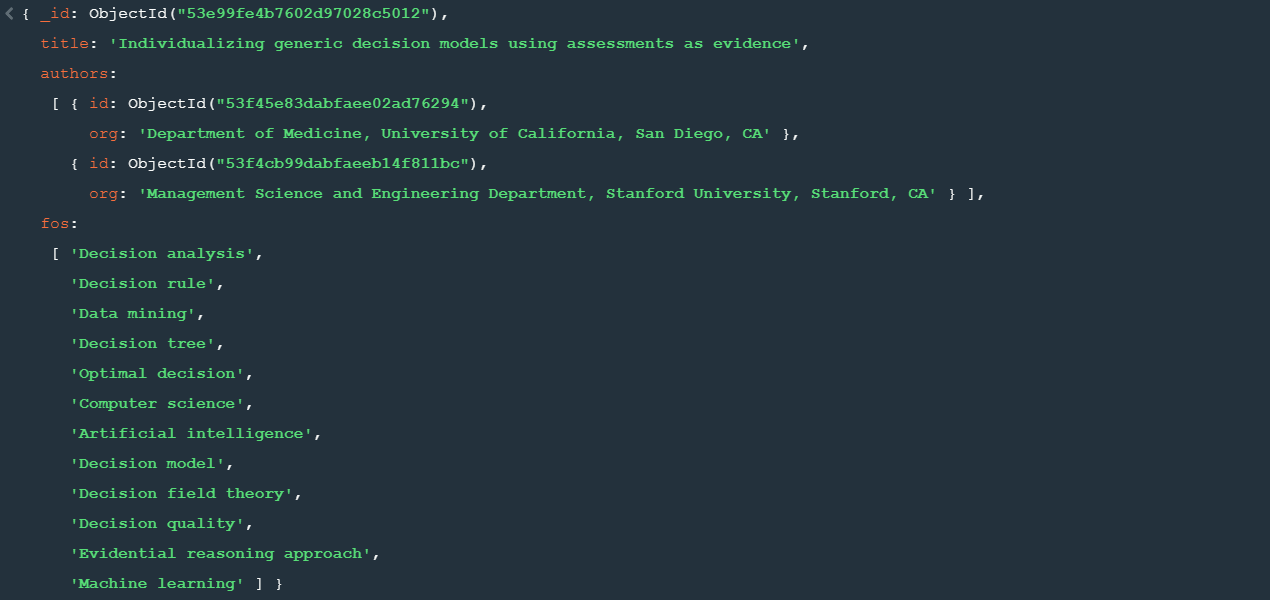 { _id: ObjectId("53e99fe4b7602d97028c5012"),
title: 'Individualizing generic decision models using assessments as evidence',
authors:
[ { id: ObjectId("53f45e83dabfaee02ad76294"),
org: 'Department of Medicine, University of California, San Diego, CA' },
{ id: ObjectId("53f4cb99dabfaeeb14f811bc"),
org: 'Management Science and Engineering Department, Stanford University, Stanford, CA' } ],
fos:
[ 'Decision analysis',
'Decision rule',
'Data mining',
'Decision tree',
'Optimal decision',
'Computer science',
'Artificial intelligence',
'Decision model',
'Decision field theory',
'Decision quality',
'Evidential reasoning approach',
'Machine learning' ] }